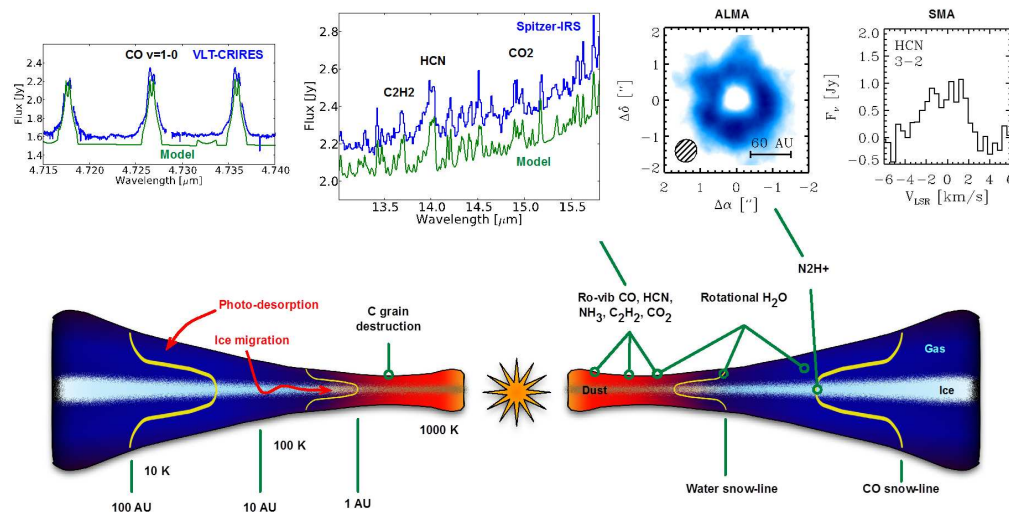 CO v=1-0
VLT-CRIRES
Model
Flux [Jy]
2.4
2.2
2.0
1.8
1.6
1.4
4.715
4.720
4.725
4.730
4.735
4.740
Wavelength [μm]
Spitzer-IRS
HCN
CO2
C2H2
Model
Flux [Jy]
2.8
2.6
2.4
2.2
2.0
13.0
13.5
14.0
14.5
15.0
15.5
Wavelength [μm]
ALMA
Δδ ["]
2
1
0
-1
-2
60 AU
2
1
0
-1
-2
Δα ["]
SMA
HCN
3-2
Fν [Jy]
2.0
1.5
1.0
0.5
0.0
-0.5
-6
-4
-2
0
2
4
6
VLSR [km/s]
N2H+
Photo-desorption
Ice migration
C grain
destruction
Ro-vib CO, HCN,
NH3, C2H2, CO2
Rotational H2O
Gas
Dust
Ice
1000 K
100 K
10 K
100 AU
10 AU
1 AU
Water snow-line
CO snow-line